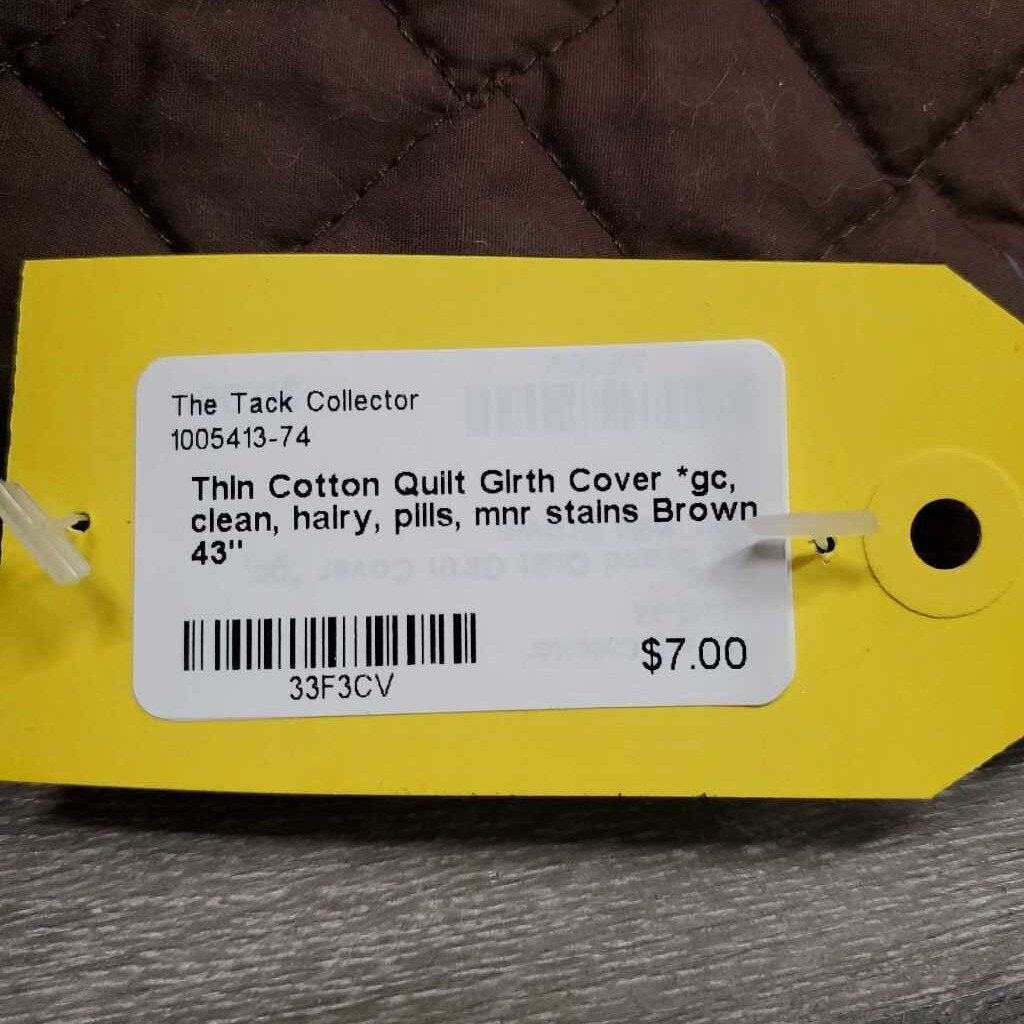 The Tack Collector
1005413-74
Thin Cotton Quilt Girth Cover *gc,
clean, hairy, pills, mnr stains Brown
43"
33F3CV
$7.00